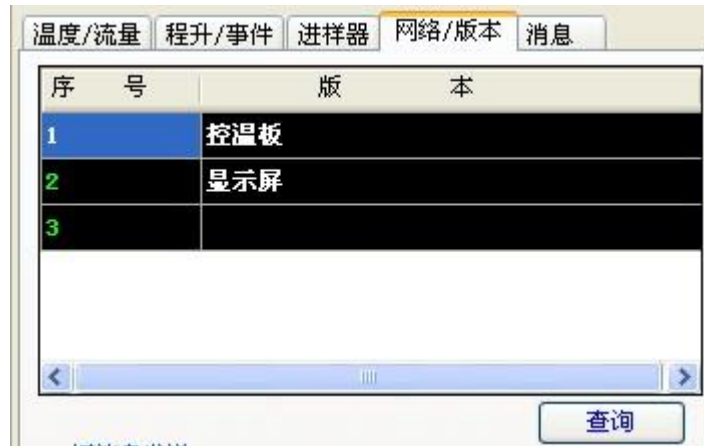 温度/流量 程升/事件 进样器 网络/版本 消息
序 号 版 本
1 控温板
2 显示屏
3
查询